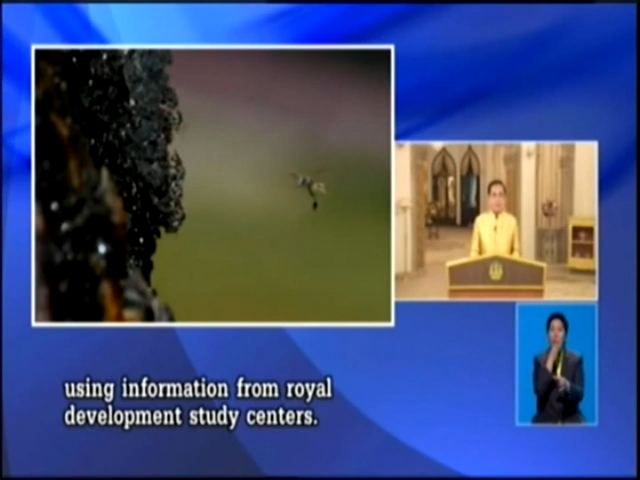 using information from royal
development study centers.